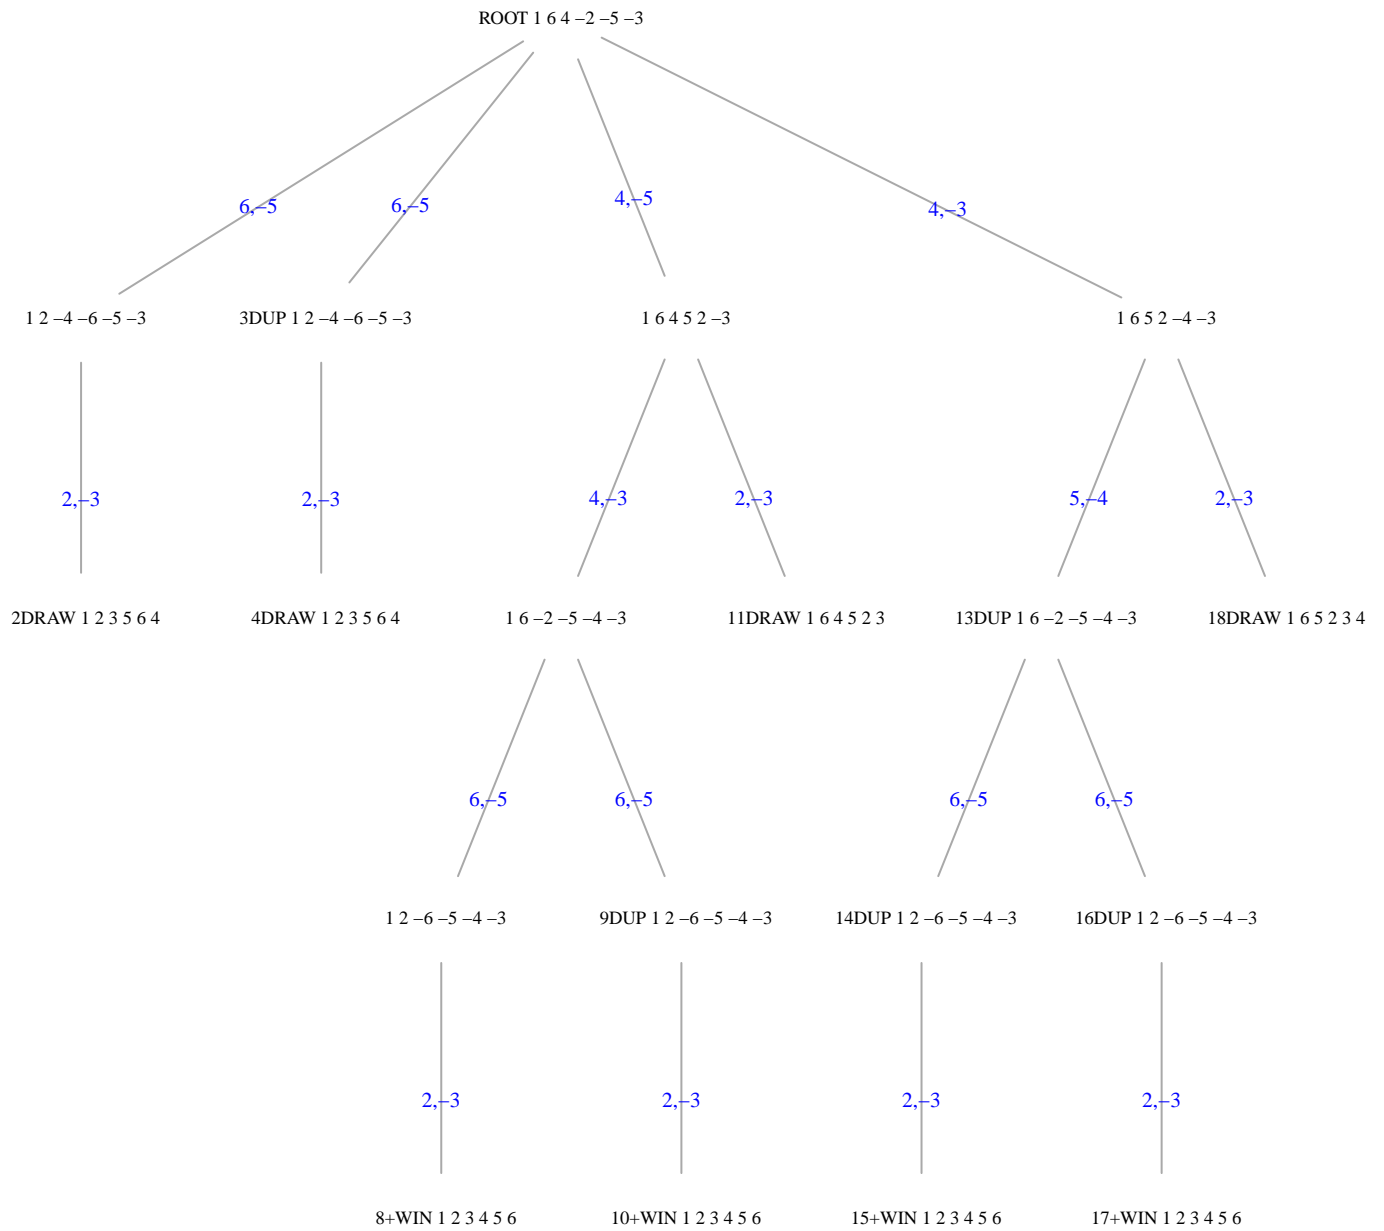 ROOT 1 6 4 –2 –5 –3
6,–5
6,–5
4,–5
4,–3
1 2 –4 –6 –5 –3
3DUP 1 2 –4 –6 –5 –3
1 6 4 5 2 –3
1 6 5 2 –4 –3
2,–3
2,–3
4,–3
2,–3
5,–4
2,–3
2DRAW 1 2 3 5 6 4
4DRAW 1 2 3 5 6 4
1 6 –2 –5 –4 –3
11DRAW 1 6 4 5 2 3
13DUP 1 6 –2 –5 –4 –3
18DRAW 1 6 5 2 3 4
6,–5
6,–5
6,–5
6,–5
1 2 –6 –5 –4 –3
9DUP 1 2 –6 –5 –4 –3
14DUP 1 2 –6 –5 –4 –3
16DUP 1 2 –6 –5 –4 –3
2,–3
2,–3
2,–3
2,–3
8+WIN 1 2 3 4 5 6
10+WIN 1 2 3 4 5 6
15+WIN 1 2 3 4 5 6
17+WIN 1 2 3 4 5 6